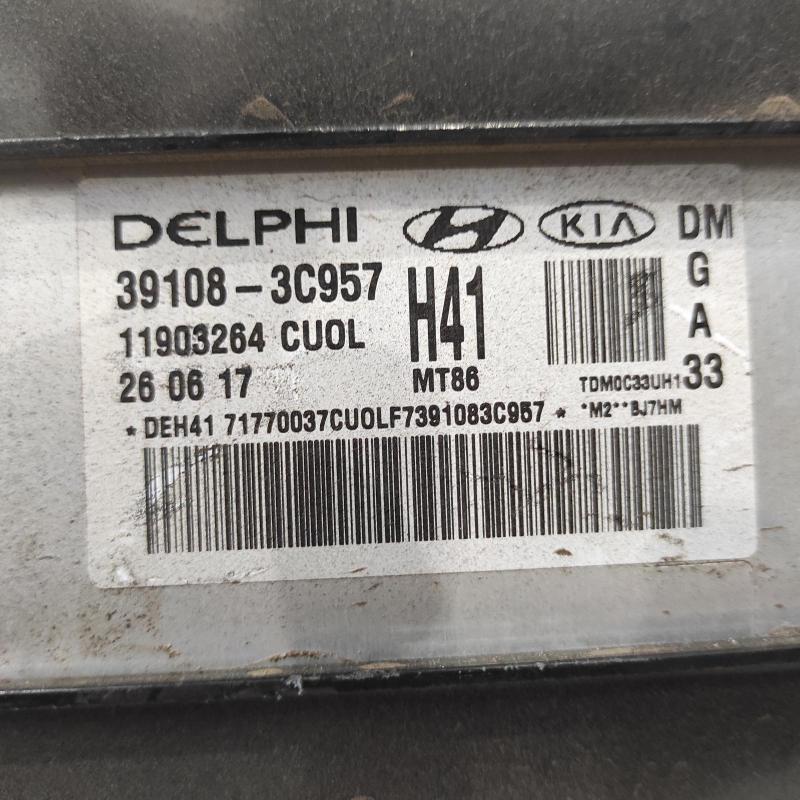 DELPHI KIA DM
39108-3C957 H41 G
11903264 CUOL A
26 06 17 MT86 TDM0C33UH1 33
*DEH41 71770037CUOLF7391083C957* *M2**BJ7HM